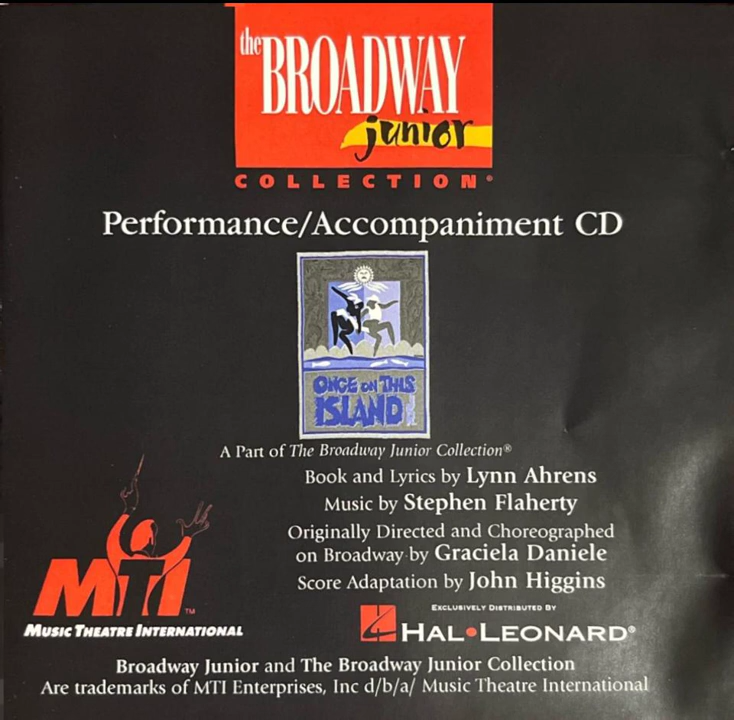 the BROADWAY
junior
COLLECTION®
Performance/Accompaniment CD
ONCE ON THIS
ISLAND
A Part of The Broadway Junior Collection®
Book and Lyrics by Lynn Ahrens
Music by Stephen Flaherty
Originally Directed and Choreographed
on Broadway by Graciela Daniele
Score Adaptation by John Higgins
MTI™
MUSIC THEATRE INTERNATIONAL
EXCLUSIVELY DISTRIBUTED BY
HAL•LEONARD®
Broadway Junior and The Broadway Junior Collection
Are trademarks of MTI Enterprises, Inc d/b/a/ Music Theatre International